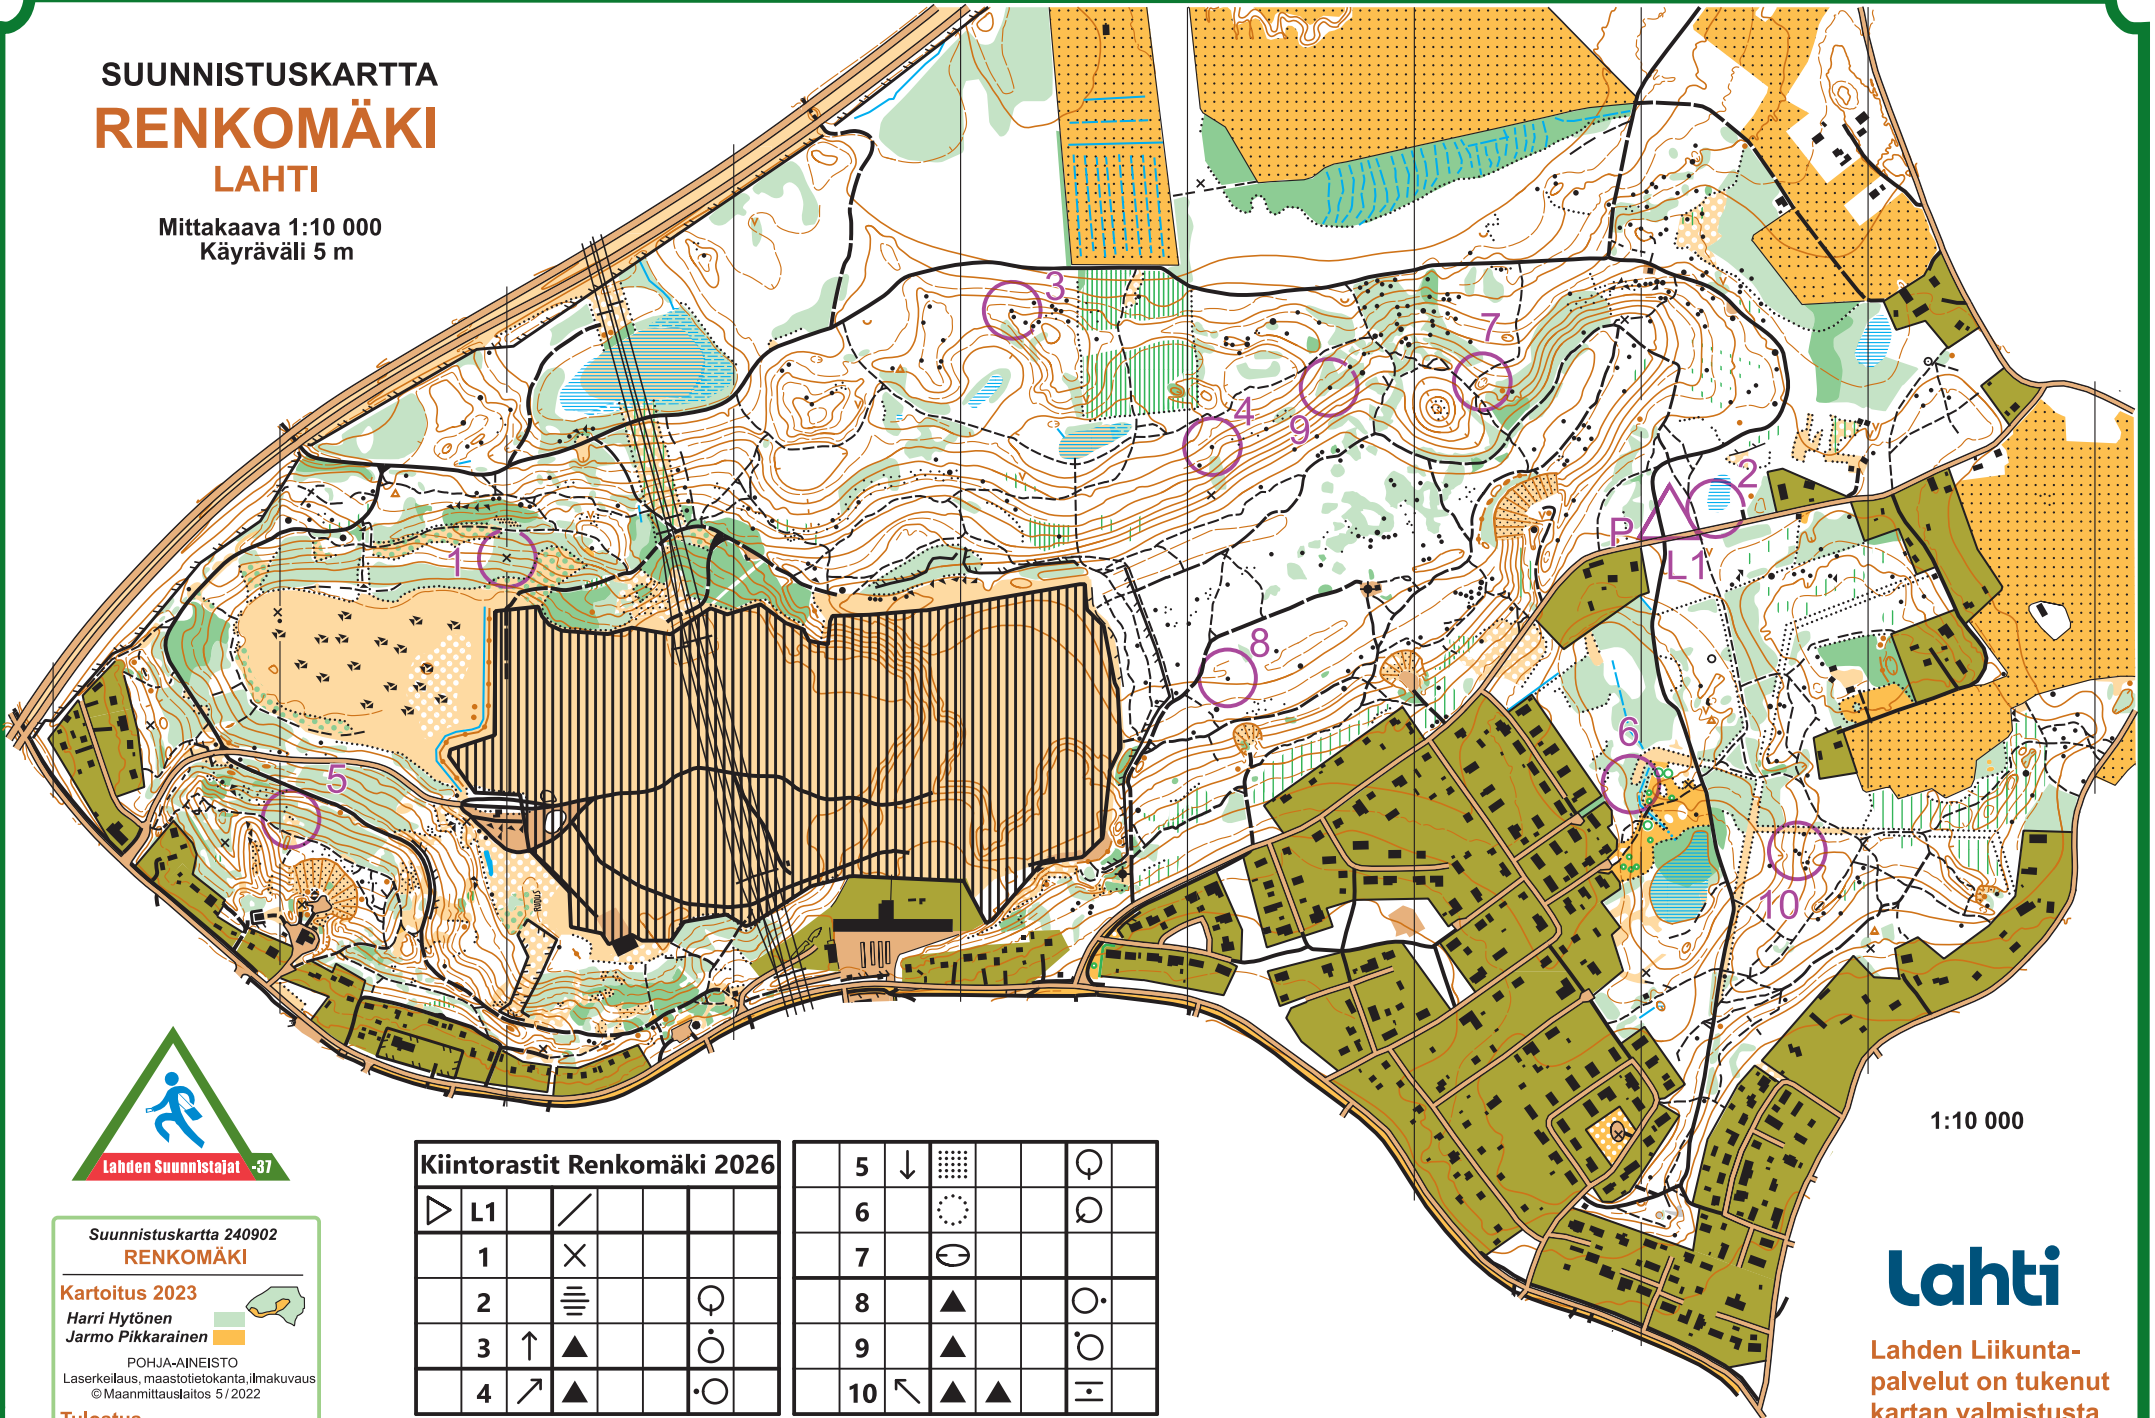 SUUNNISTUSKARTTA
RENKOMÄKI
LAHTI
Mittakaava 1:10 000
Käyräväli 5 m
3
7
4
9
2
P
L1
1
8
6
5
10
RUDUS
1:10 000
Lahden Suunnistajat -37
Suunnistuskartta 240902
RENKOMÄKI
Kartoitus 2023
Harri Hytönen
Jarmo Pikkarainen
POHJA-AINEISTO
Laserkeilaus, maastotietokanta, ilmakuvaus
© Maanmittauslaitos 5/2022
Kiintorastit Renkomäki 2026
L1
1
2
3
4
5
6
7
8
9
10
Lahti
Lahden Liikunta-
palvelut on tukenut
kartan valmistusta